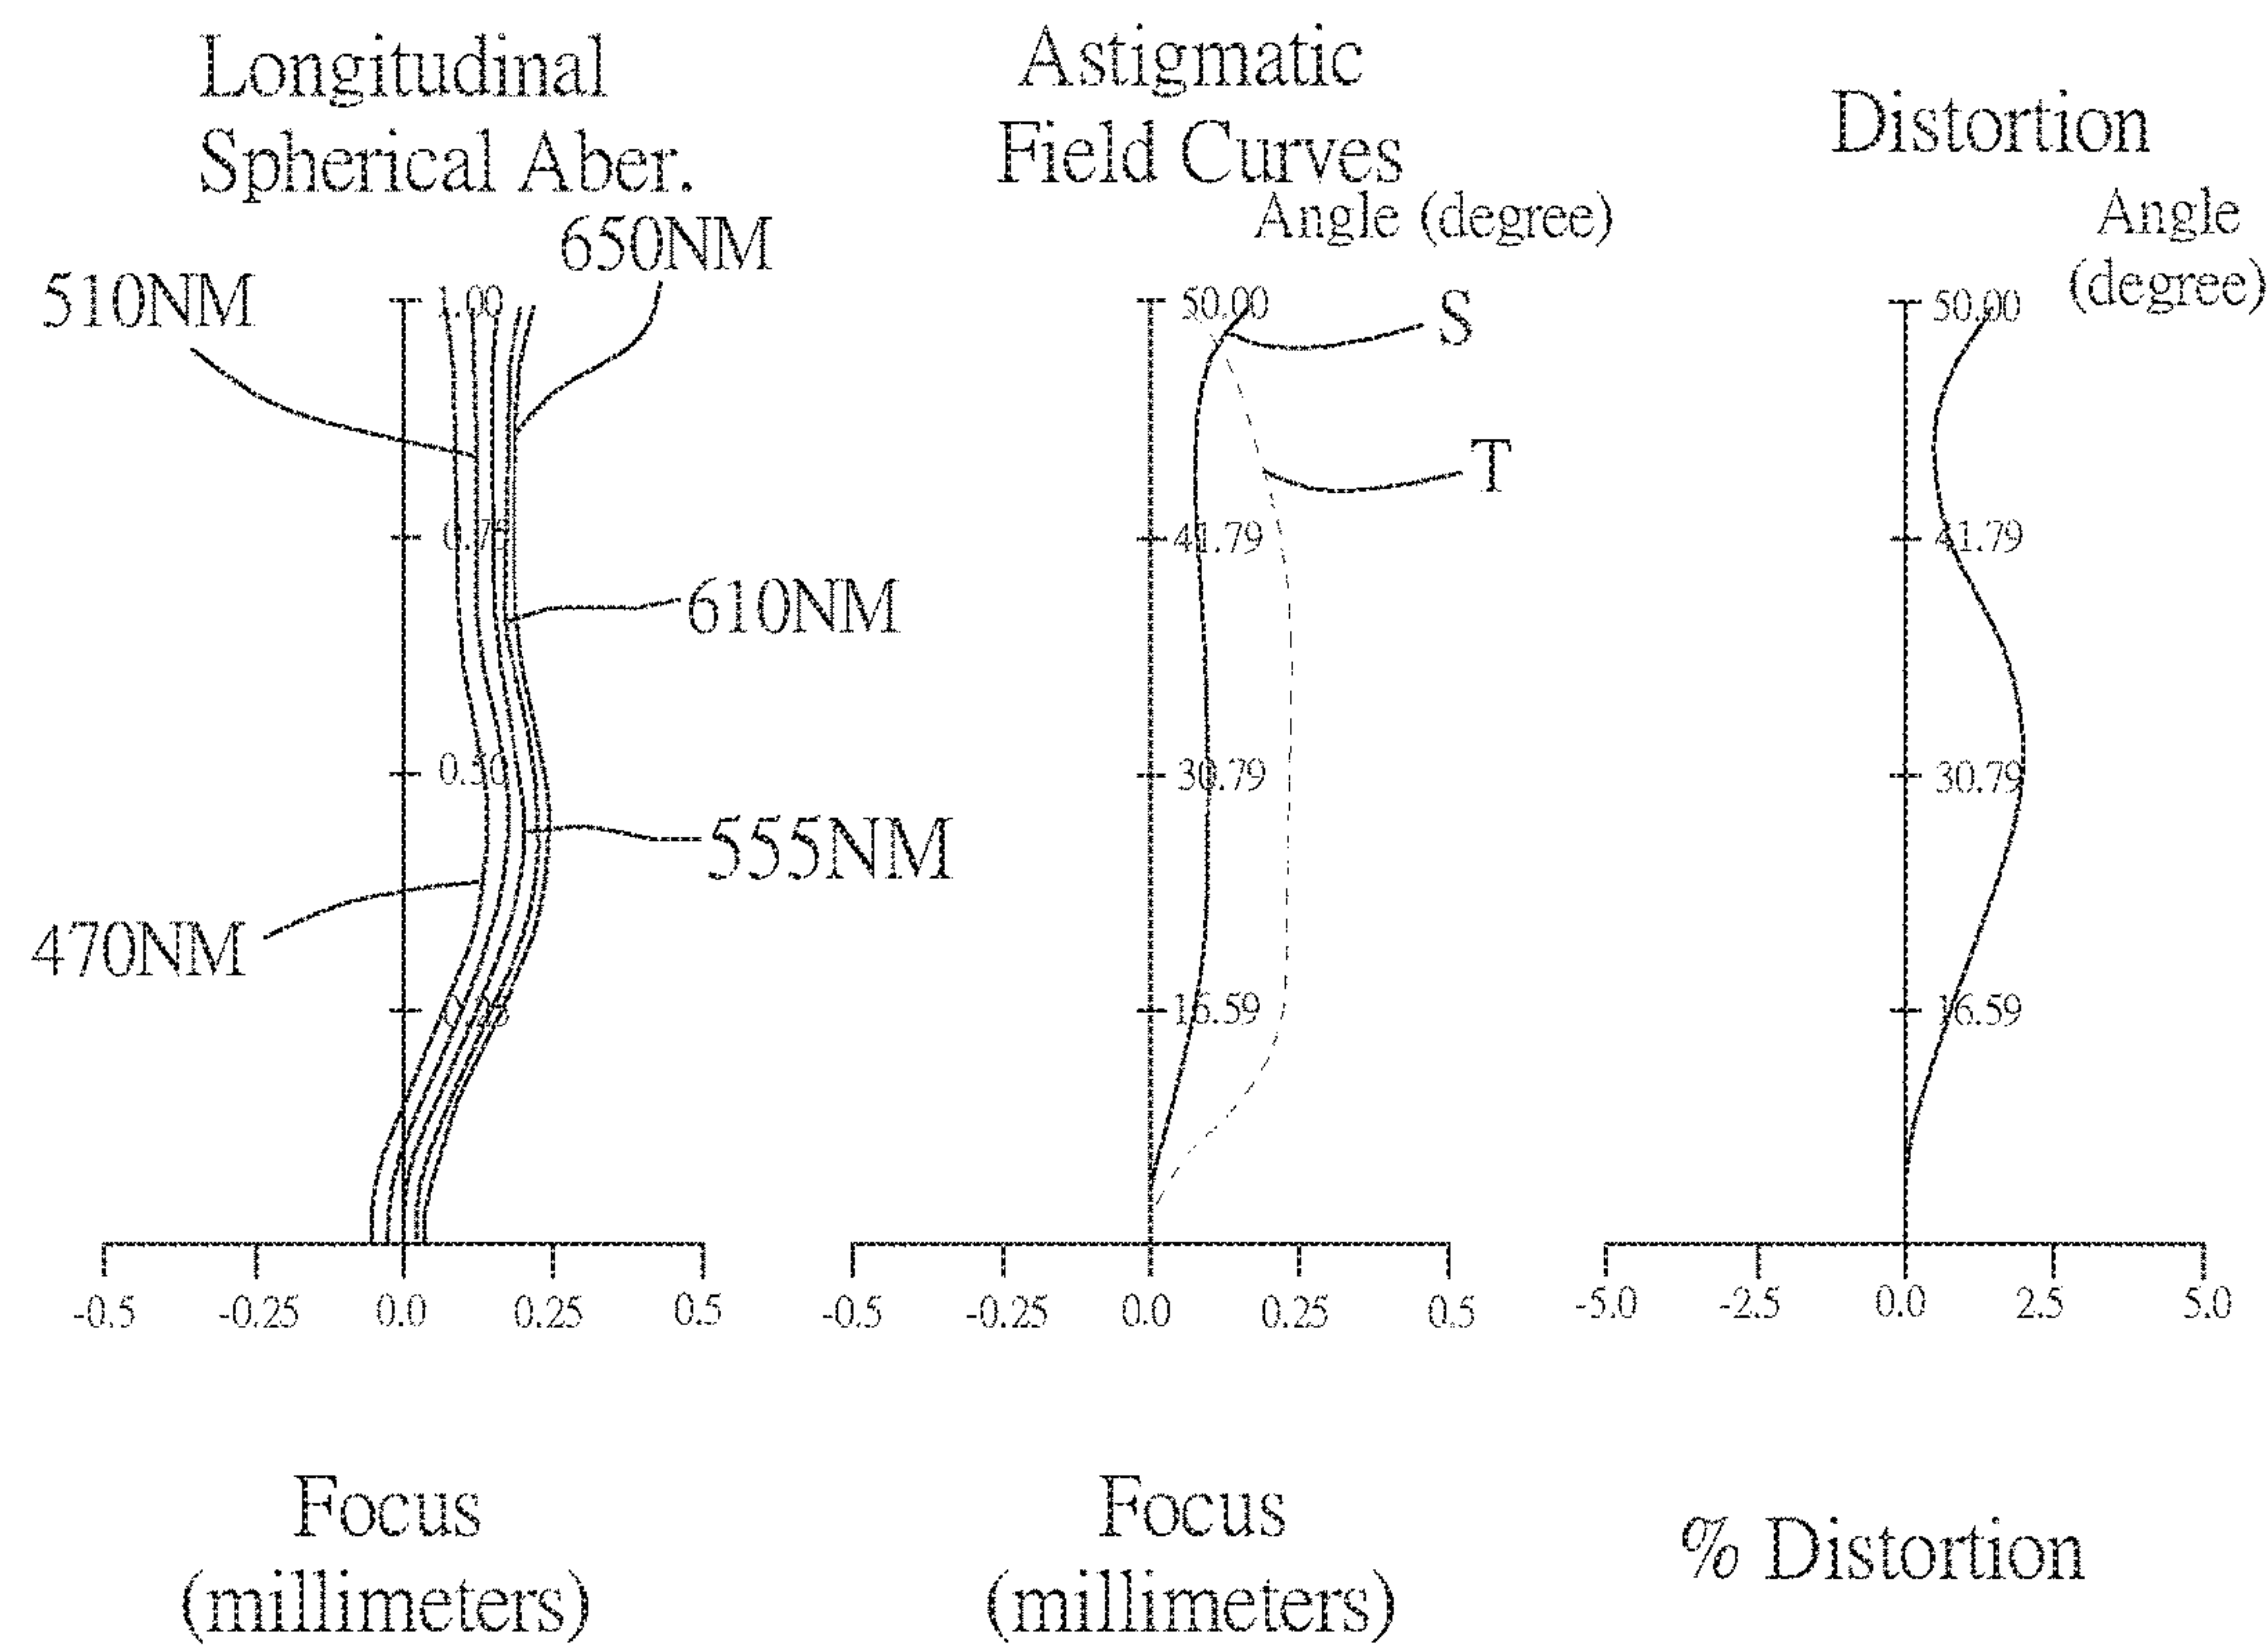 Longitudinal
Spherical Aber.
510NM
650NM
1.00
0.75
610NM
0.50
555NM
470NM
0.25
-0.5
-0.25
0.0
0.25
0.5
Focus
(millimeters)
Astigmatic
Field Curves
Angle (degree)
50.00
S
T
41.79
30.79
16.59
-0.5
-0.25
0.0
0.25
0.5
Focus
(millimeters)
Distortion
Angle
(degree)
50.00
41.79
30.79
16.59
-5.0
-2.5
0.0
2.5
5.0
% Distortion